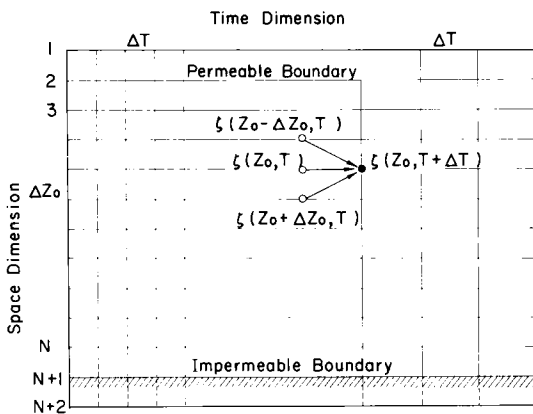 Time Dimension
ΔT ΔT
1
2 Permeable Boundary
3
ζ(Zo-ΔZo,T)
ζ(Zo,T) ζ(Zo,T+ΔT)
ΔZo
ζ(Zo+ΔZo,T)
Space Dimension
N
Impermeable Boundary
N+1
N+2